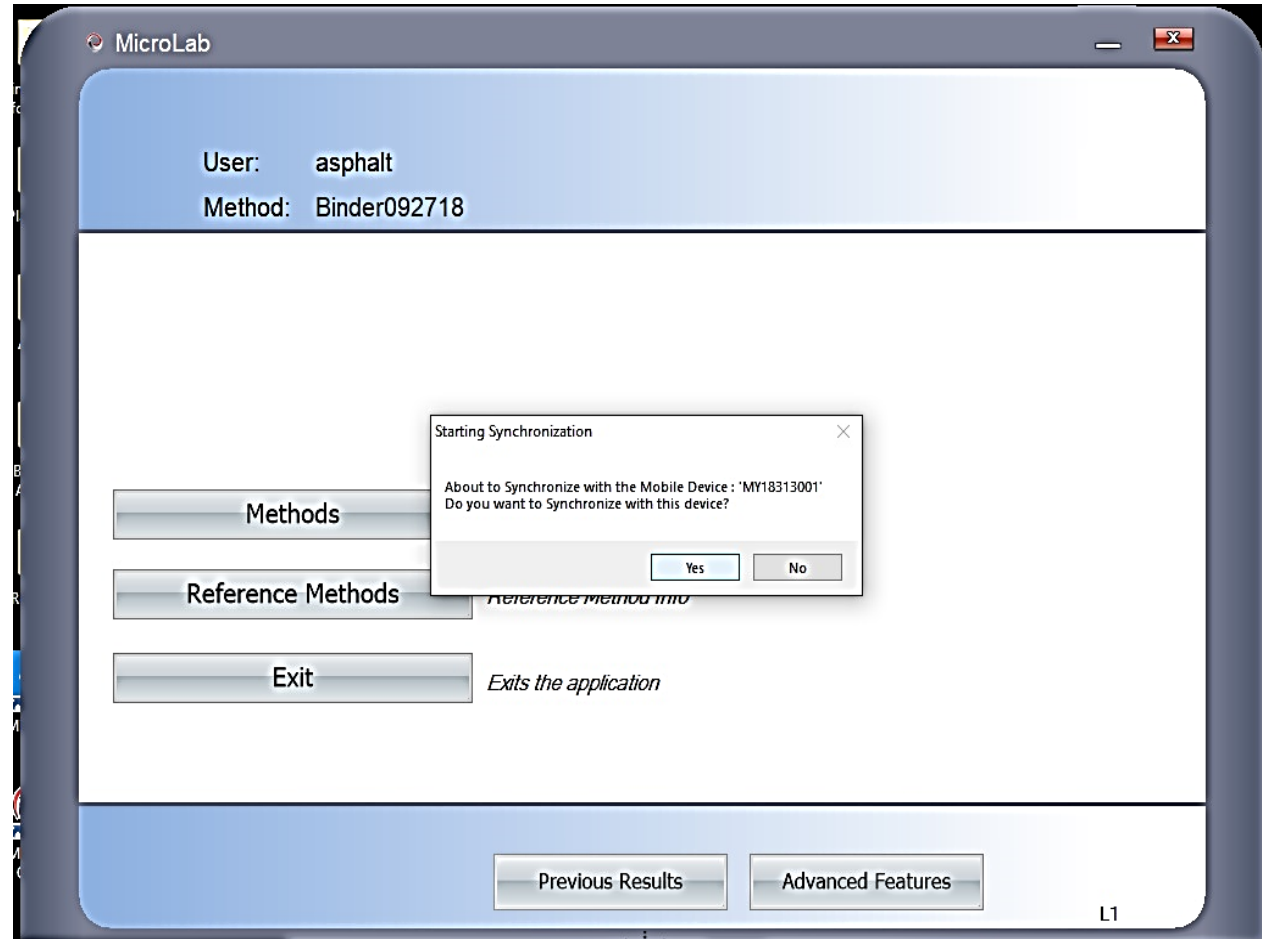 MicroLab
User: asphalt
Method: Binder092718
Starting Synchronization
About to Synchronize with the Mobile Device : 'MY18313001'
Do you want to Synchronize with this device?
Yes No
Methods
Reference Methods Reference Method Info
Exit Exits the application
Previous Results Advanced Features
L1